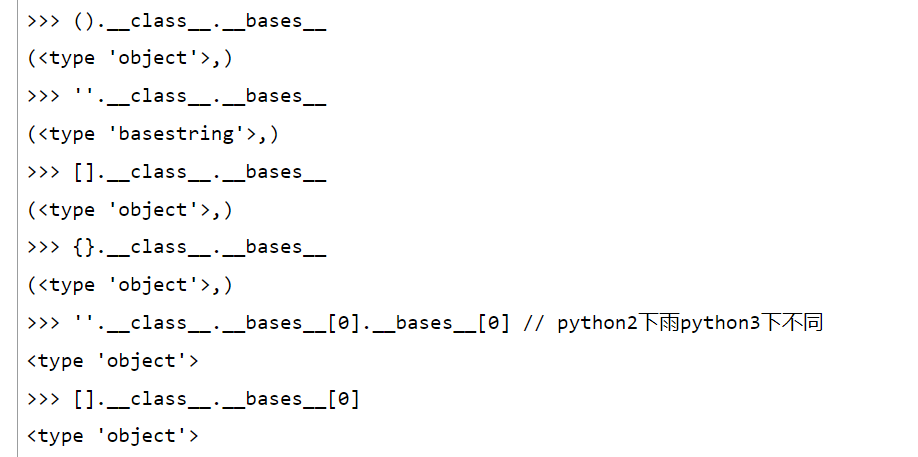 >>> ().__class__.__bases__
(<type 'object'>,)
>>> ''.__class__.__bases__
(<type 'basestring'>,)
>>> [].__class__.__bases__
(<type 'object'>,)
>>> {}.__class__.__bases__
(<type 'object'>,)
>>> ''.__class__.__bases__[0].__bases__[0] // python2下雨python3下不同
<type 'object'>
>>> [].__class__.__bases__[0]
<type 'object'>